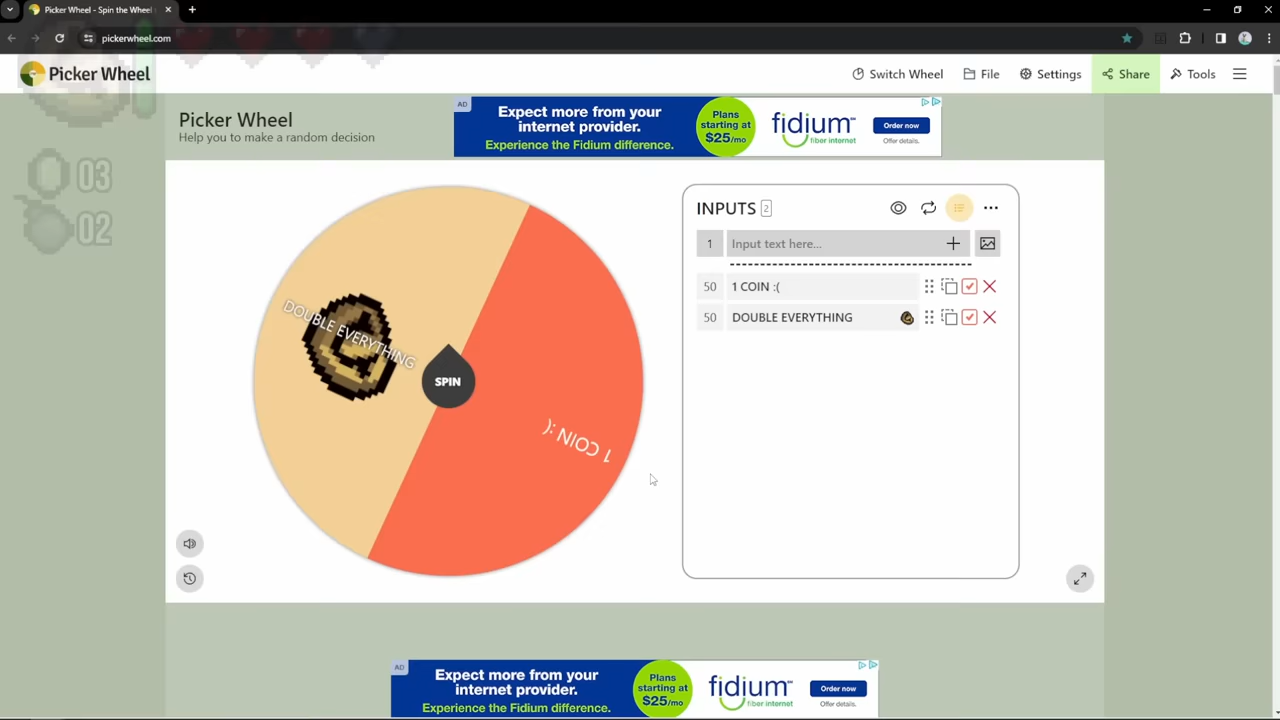 Picker Wheel - Spin the Wheel
pickerwheel.com
Picker Wheel
Switch Wheel
File
Settings
Share
Tools
Picker Wheel
Help you to make a random decision
AD
Expect more from your
internet provider.
Experience the Fidium difference.
Plans
starting at
$25/mo
fidium
fiber internet
Order now
Offer details.
03
02
DOUBLE EVERYTHING
SPIN
1 COIN :(
INPUTS 2
1 Input text here...
50 1 COIN :(
50 DOUBLE EVERYTHING
AD
Expect more from your
internet provider.
Experience the Fidium difference.
Plans
starting at
$25/mo
fidium
fiber internet
Order now
Offer details.